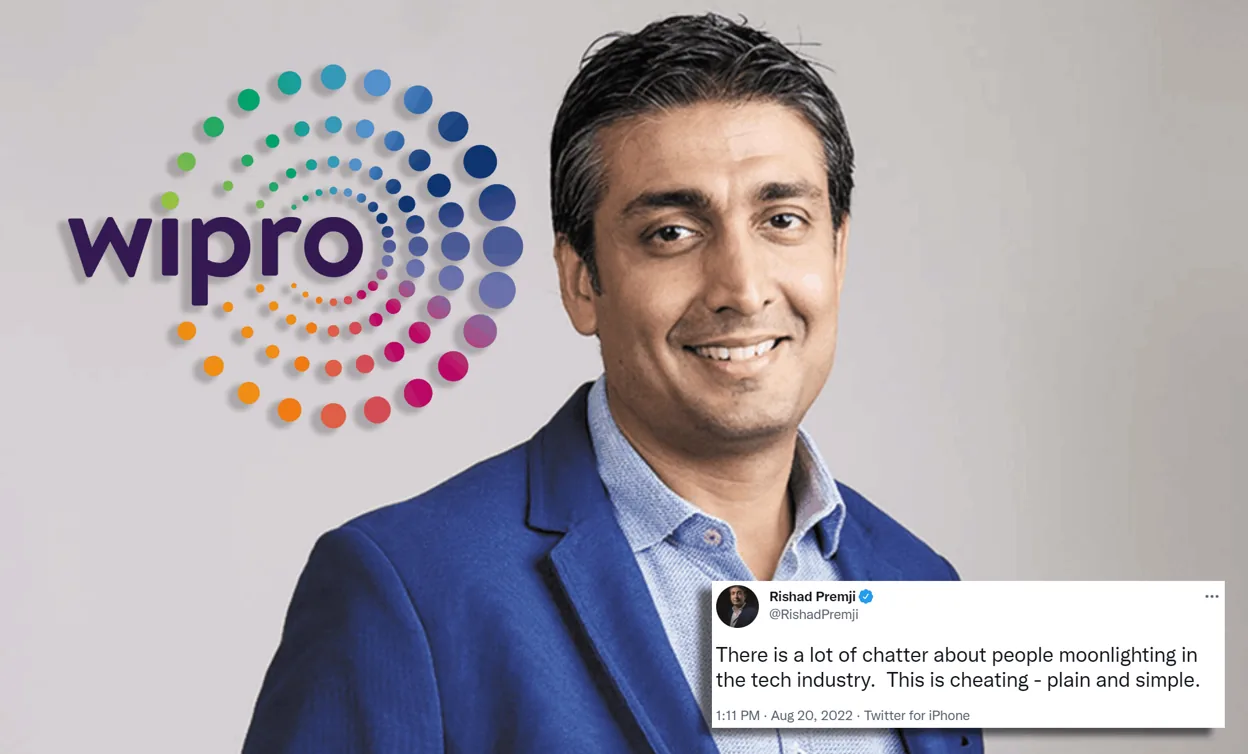 wipro
Rishad Premji
@RishadPremji
There is a lot of chatter about people moonlighting in
the tech industry.  This is cheating - plain and simple.
1:11 PM · Aug 20, 2022 · Twitter for iPhone